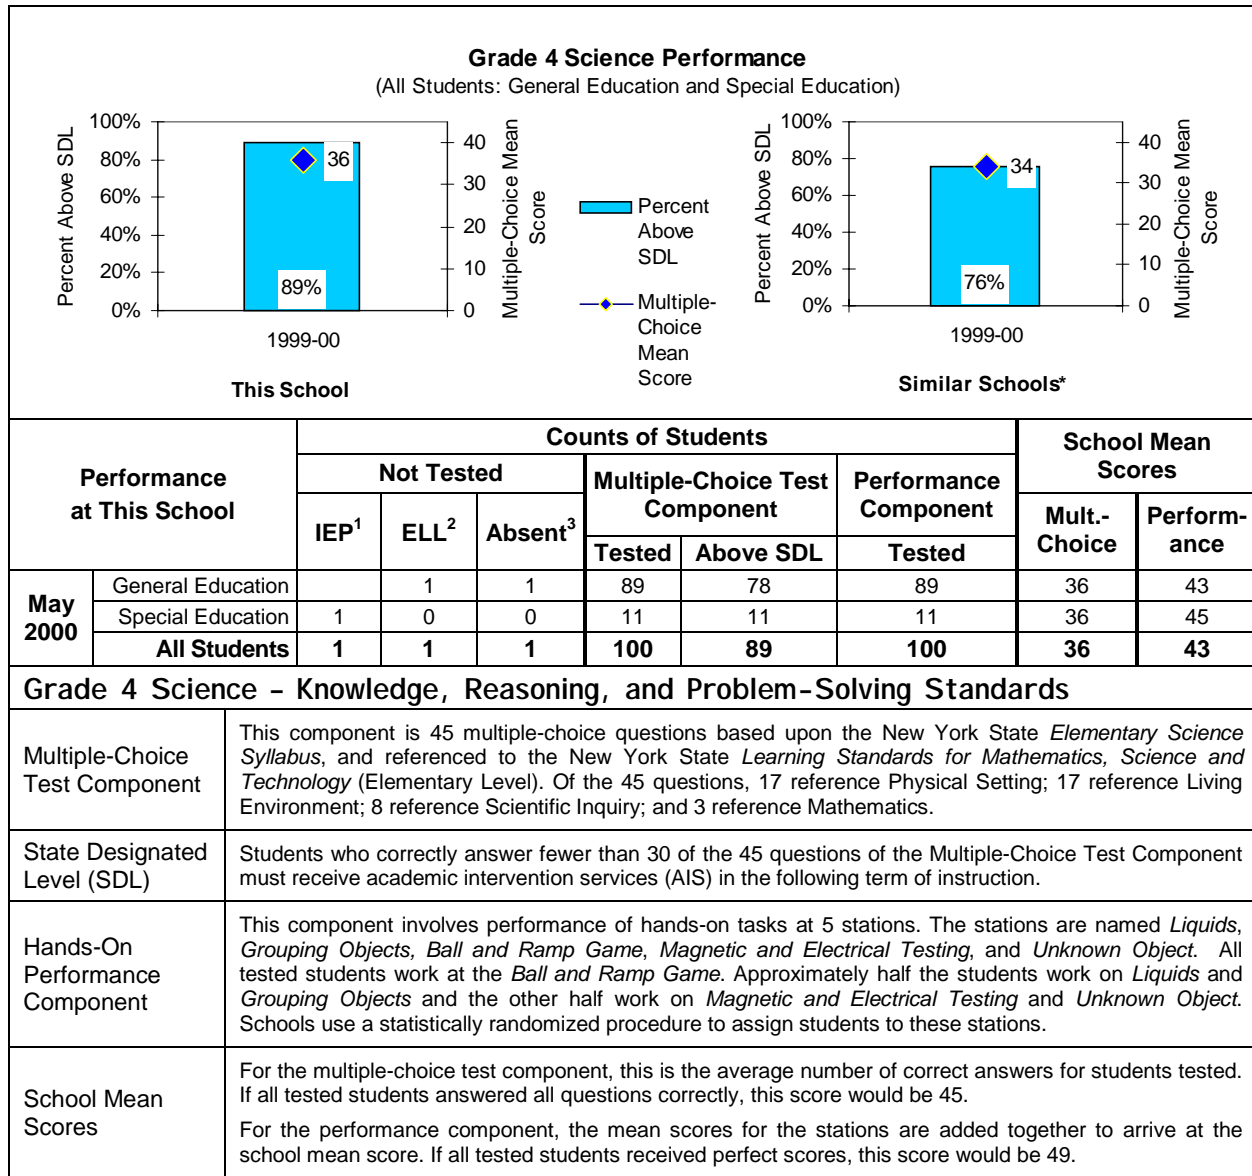 Grade 4 Science Performance
(All Students: General Education and Special Education)
Percent Above SDL
100%
80%
60%
40%
20%
0%
36
89%
40
30
20
10
0
Multiple-Choice Mean
Score
1999-00
This School
Percent
Above
SDL
Multiple-
Choice
Mean
Score
Percent Above SDL
100%
80%
60%
40%
20%
0%
34
76%
40
30
20
10
0
Multiple-Choice Mean
Score
1999-00
Similar Schools*
Performance
at This School
Counts of Students
School Mean
Scores
Not Tested
Multiple-Choice Test
Component
Performance
Component
IEP1 ELL2 Absent3
Mult.-
Choice
Perform-
ance
Tested Above SDL Tested
May
2000
General Education 1 1 89 78 89 36 43
Special Education 1 0 0 11 11 11 36 45
All Students 1 1 1 100 89 100 36 43
Grade 4 Science – Knowledge, Reasoning, and Problem-Solving Standards
Multiple-Choice
Test Component
This component is 45 multiple-choice questions based upon the New York State Elementary Science
Syllabus, and referenced to the New York State Learning Standards for Mathematics, Science and
Technology (Elementary Level). Of the 45 questions, 17 reference Physical Setting; 17 reference Living
Environment; 8 reference Scientific Inquiry; and 3 reference Mathematics.
State Designated
Level (SDL)
Students who correctly answer fewer than 30 of the 45 questions of the Multiple-Choice Test Component
must receive academic intervention services (AIS) in the following term of instruction.
Hands-On
Performance
Component
This component involves performance of hands-on tasks at 5 stations. The stations are named Liquids,
Grouping Objects, Ball and Ramp Game, Magnetic and Electrical Testing, and Unknown Object. All
tested students work at the Ball and Ramp Game. Approximately half the students work on Liquids and
Grouping Objects and the other half work on Magnetic and Electrical Testing and Unknown Object.
Schools use a statistically randomized procedure to assign students to these stations.
School Mean
Scores
For the multiple-choice test component, this is the average number of correct answers for students tested.
If all tested students answered all questions correctly, this score would be 45.
For the performance component, the mean scores for the stations are added together to arrive at the
school mean score. If all tested students received perfect scores, this score would be 49.